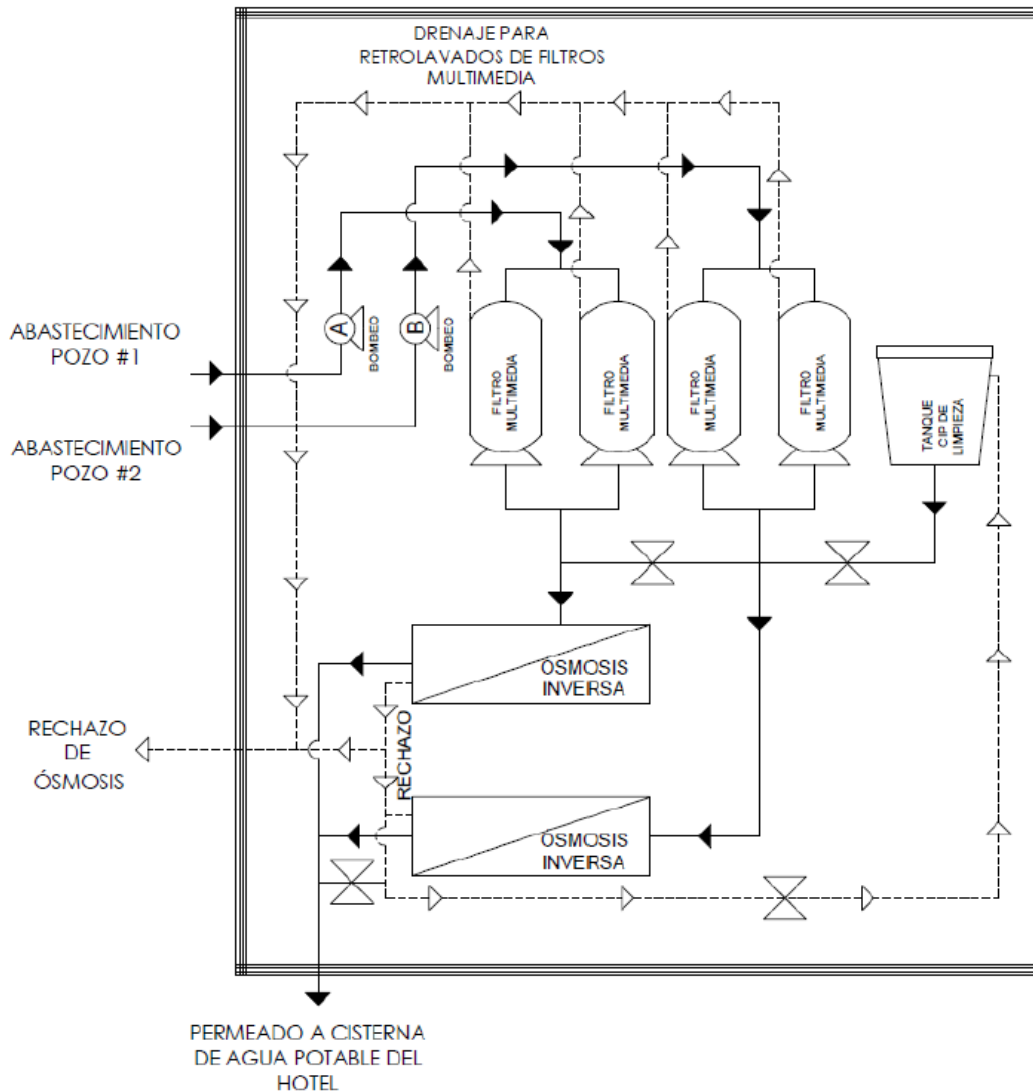 DRENAJE PARA
RETROLAVADOS DE FILTROS
MULTIMEDIA
ABASTECIMIENTO
POZO #1
A
BOMBEO
B
BOMBEO
ABASTECIMIENTO
POZO #2
FILTRO
MULTIMEDIA
FILTRO
MULTIMEDIA
FILTRO
MULTIMEDIA
FILTRO
MULTIMEDIA
TANQUE
CIP DE
LIMPIEZA
ÓSMOSIS
INVERSA
RECHAZO
DE
ÓSMOSIS
RECHAZO
ÓSMOSIS
INVERSA
PERMEADO A CISTERNA
DE AGUA POTABLE DEL
HOTEL